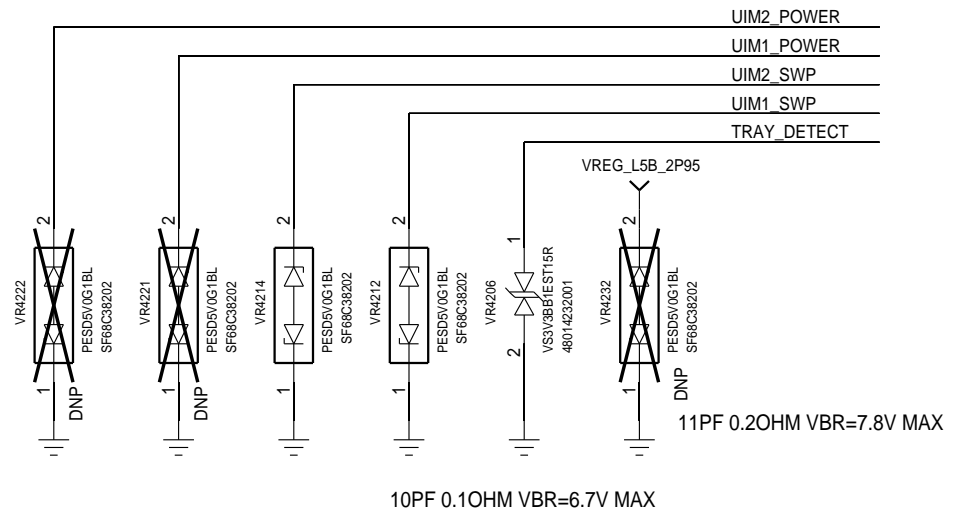 UIM2_POWER
UIM1_POWER
UIM2_SWP
UIM1_SWP
TRAY_DETECT
VREG_L5B_2P95
2
VR4222
PESD5V0G1BL
SF68C38202
1
DNP
2
VR4221
PESD5V0G1BL
SF68C38202
1
DNP
2
VR4214
PESD5V0G1BL
SF68C38202
1
2
VR4212
PESD5V0G1BL
SF68C38202
1
1
VR4206
VS3V3BB1EST15R
48014232001
2
2
VR4232
PESD5V0G1BL
SF68C38202
1
DNP
11PF 0.2OHM VBR=7.8V MAX
10PF 0.1OHM VBR=6.7V MAX